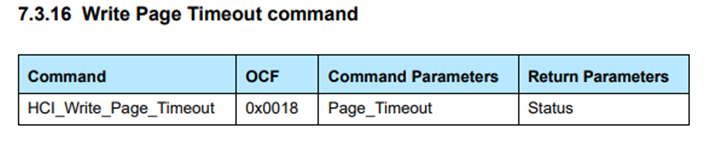 7.3.16 Write Page Timeout command
Command OCF Command Parameters Return Parameters
HCI_Write_Page_Timeout 0x0018 Page_Timeout Status